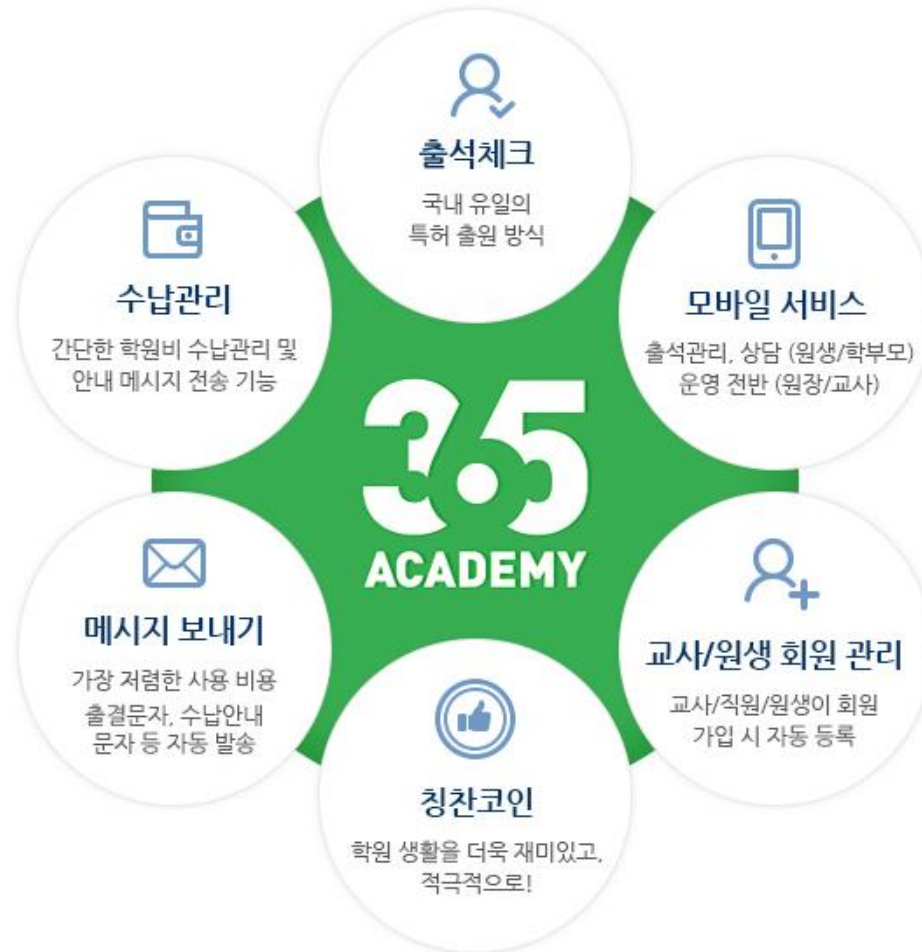 출석체크
국내 유일의
특허 출원 방식
수납관리
간단한 학원비 수납관리 및
안내 메시지 전송 기능
모바일 서비스
출석관리, 상담 (원생/학부모)
운영 전반 (원장/교사)
365
ACADEMY
메시지 보내기
가장 저렴한 사용 비용
출결문자, 수납안내
문자 등 자동 발송
교사/원생 회원 관리
교사/직원/원생이 회원
가입 시 자동 등록
칭찬코인
학원 생활을 더욱 재미있고,
적극적으로!